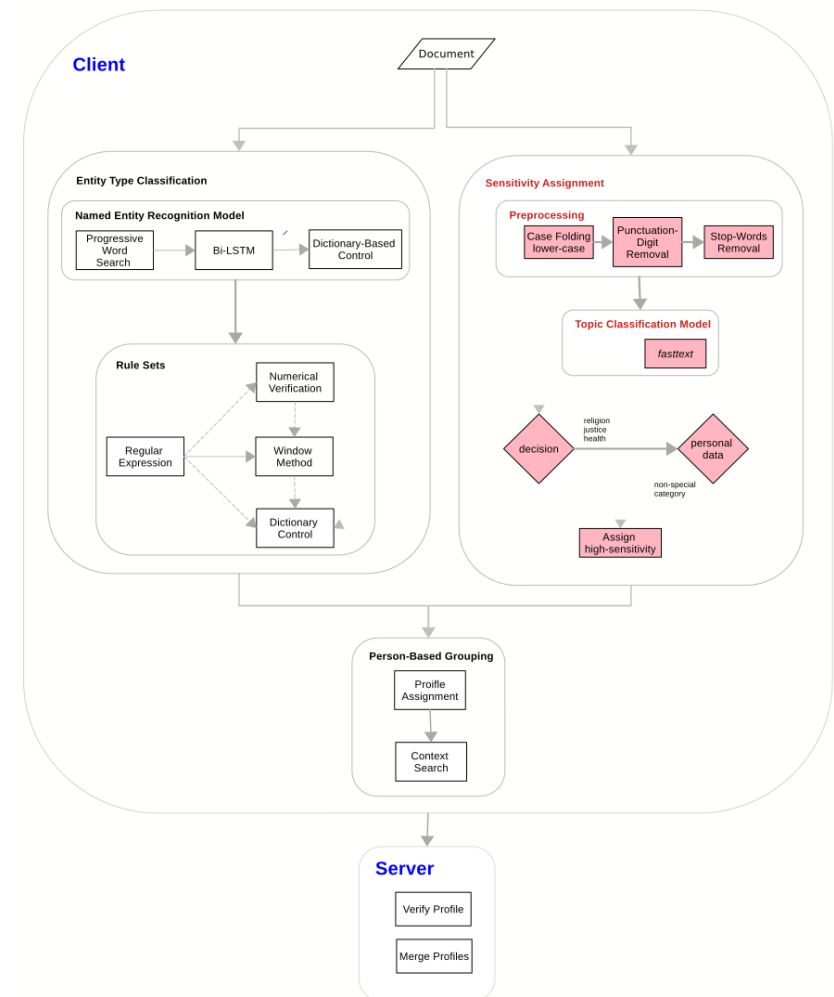 Client
Document
Entity Type Classification
Named Entity Recognition Model
Progressive
Word
Search
Bi-LSTM
Dictionary-Based
Control
Rule Sets
Numerical
Verification
Regular
Expression
Window
Method
Dictionary
Control
Sensitivity Assignment
Preprocessing
Case Folding
lower-case
Punctuation-
Digit
Removal
Stop-Words
Removal
Topic Classification Model
fasttext
decision
religion
justice
health
personal
data
non-special
category
Assign
high-sensitivity
Person-Based Grouping
Proifle
Assignment
Context
Search
Server
Verify Profile
Merge Profiles